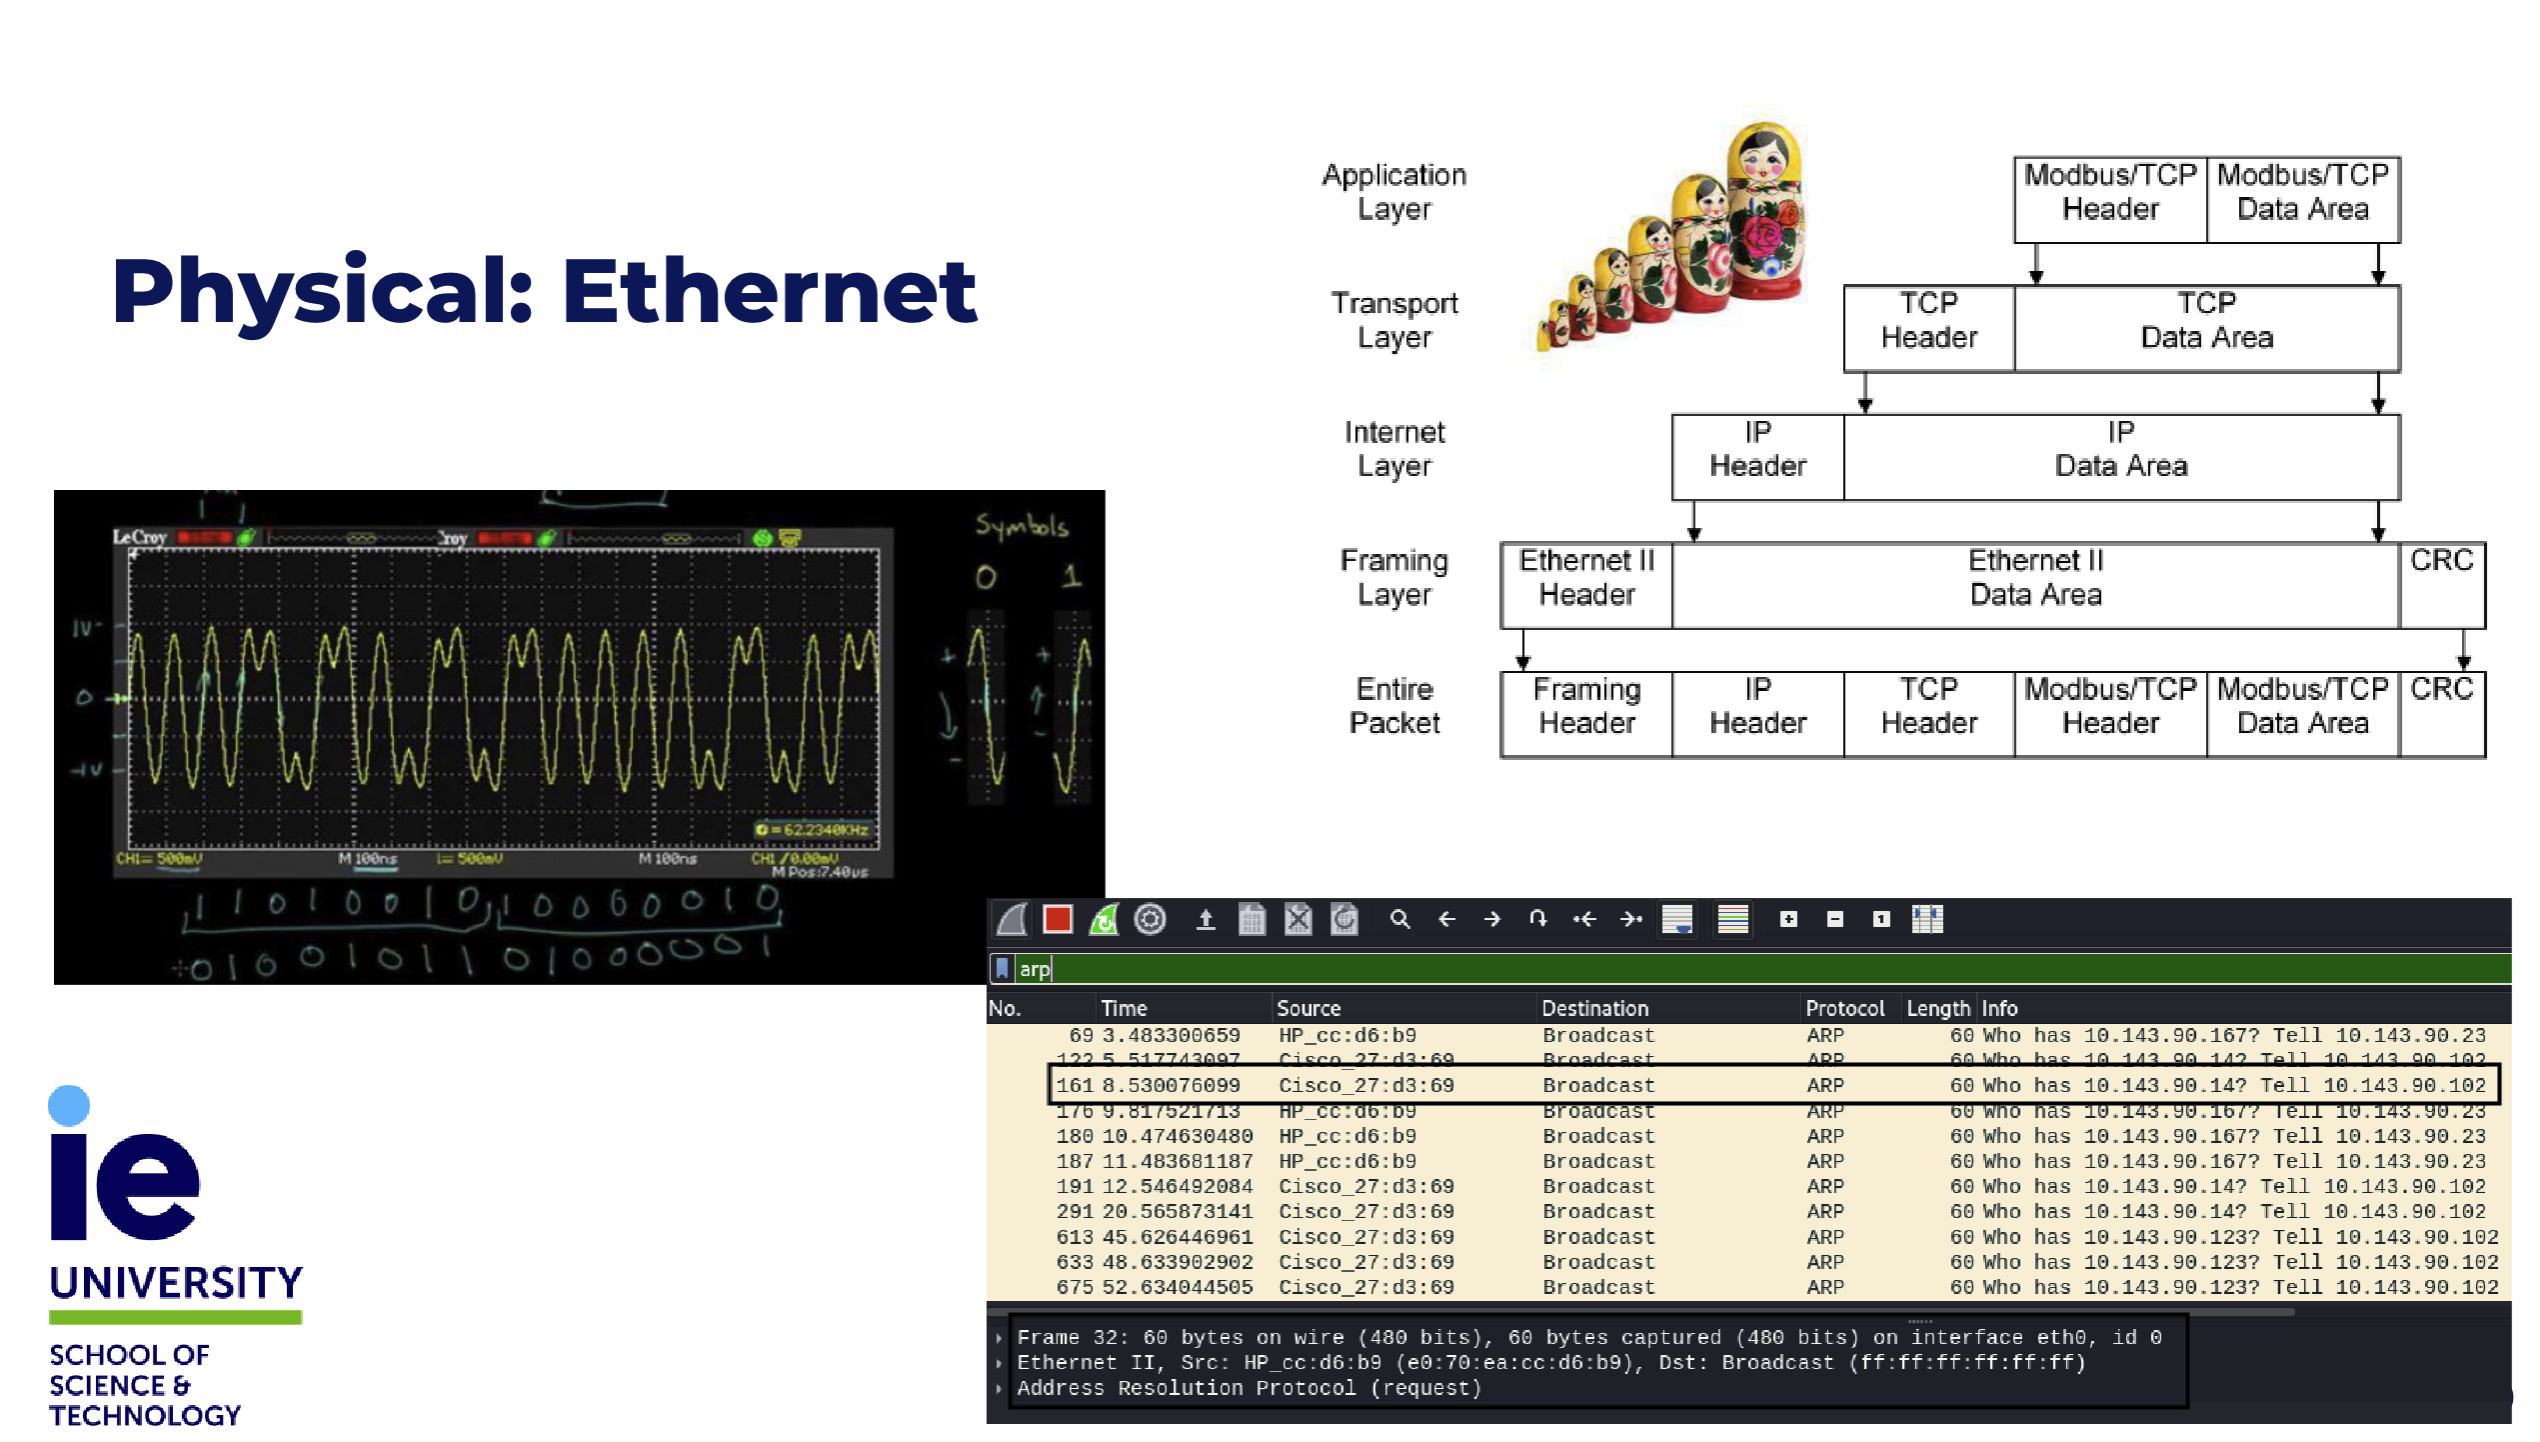 Physical: Ethernet
Application
Layer
Modbus/TCP
Header
Modbus/TCP
Data Area
Transport
Layer
TCP
Header
TCP
Data Area
Internet
Layer
IP
Header
IP
Data Area
Framing
Layer
Ethernet II
Header
Ethernet II
Data Area
CRC
Entire
Packet
Framing
Header
IP
Header
TCP
Header
Modbus/TCP
Header
Modbus/TCP
Data Area
CRC
LeCroy
roy
Symbols
0 1
1V
0
-1V
+ +
- -
=62.2340KHz
CH1= 500mV M 100ns = 500mV M 100ns CH1 /0.00mV
M Pos:7.40µs
1 1 0 1 0 0 1 0 1 0 0 0 0 0 1 0
0 1 0 0 1 0 1 1 0 1 0 0 0 0 0 1
arp
No. Time Source Destination Protocol Length Info
69 3.483300659 HP_cc:d6:b9 Broadcast ARP 60 Who has 10.143.90.167? Tell 10.143.90.23
122 5.517743097 Cisco_27:d3:69 Broadcast ARP 60 Who has 10.143.90.14? Tell 10.143.90.102
161 8.530076099 Cisco_27:d3:69 Broadcast ARP 60 Who has 10.143.90.14? Tell 10.143.90.102
176 9.817521713 HP_cc:d6:b9 Broadcast ARP 60 Who has 10.143.90.167? Tell 10.143.90.23
180 10.474630480 HP_cc:d6:b9 Broadcast ARP 60 Who has 10.143.90.167? Tell 10.143.90.23
187 11.483681187 HP_cc:d6:b9 Broadcast ARP 60 Who has 10.143.90.167? Tell 10.143.90.23
191 12.546492084 Cisco_27:d3:69 Broadcast ARP 60 Who has 10.143.90.14? Tell 10.143.90.102
291 20.565873141 Cisco_27:d3:69 Broadcast ARP 60 Who has 10.143.90.14? Tell 10.143.90.102
613 45.626446961 Cisco_27:d3:69 Broadcast ARP 60 Who has 10.143.90.123? Tell 10.143.90.102
633 48.633902902 Cisco_27:d3:69 Broadcast ARP 60 Who has 10.143.90.123? Tell 10.143.90.102
675 52.634044505 Cisco_27:d3:69 Broadcast ARP 60 Who has 10.143.90.123? Tell 10.143.90.102
Frame 32: 60 bytes on wire (480 bits), 60 bytes captured (480 bits) on interface eth0, id 0
Ethernet II, Src: HP_cc:d6:b9 (e0:70:ea:cc:d6:b9), Dst: Broadcast (ff:ff:ff:ff:ff:ff)
Address Resolution Protocol (request)
ie
UNIVERSITY
SCHOOL OF
SCIENCE &
TECHNOLOGY